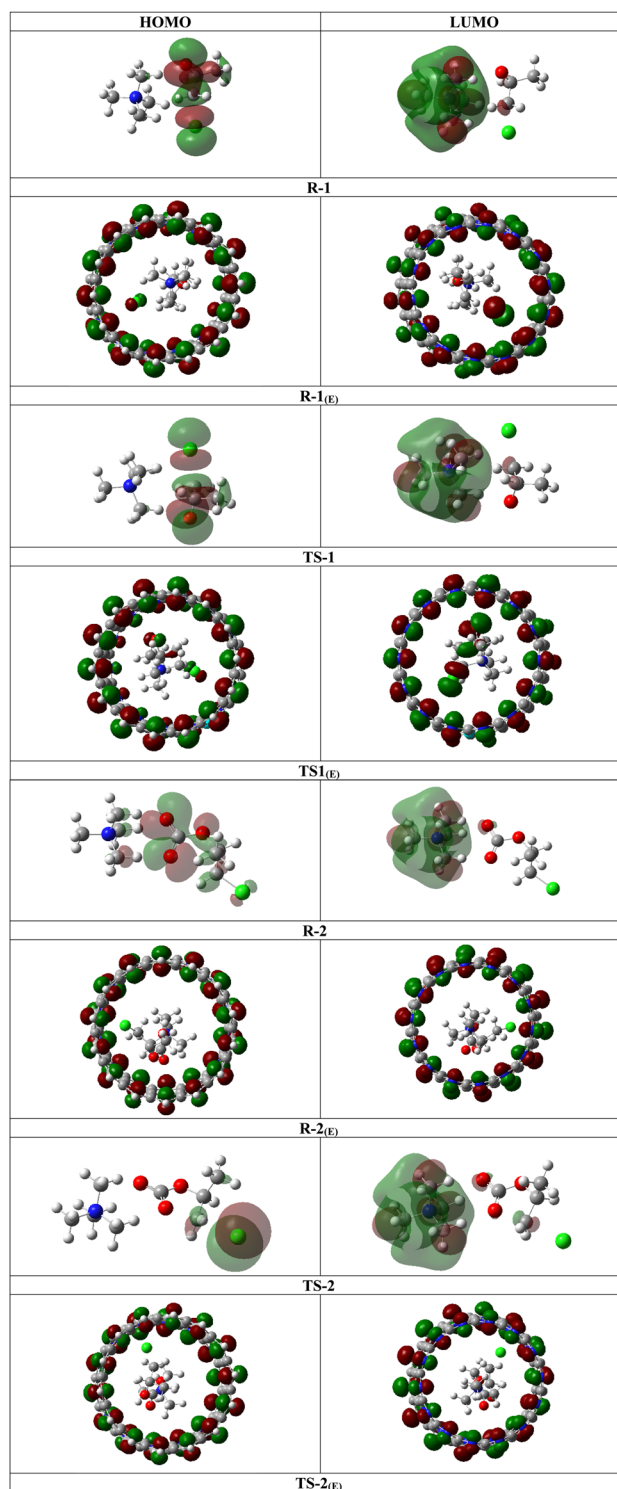 HOMO LUMO
R-1
R-1(E)
TS-1
TS1(E)
R-2
R-2(E)
TS-2
TS-2(E)